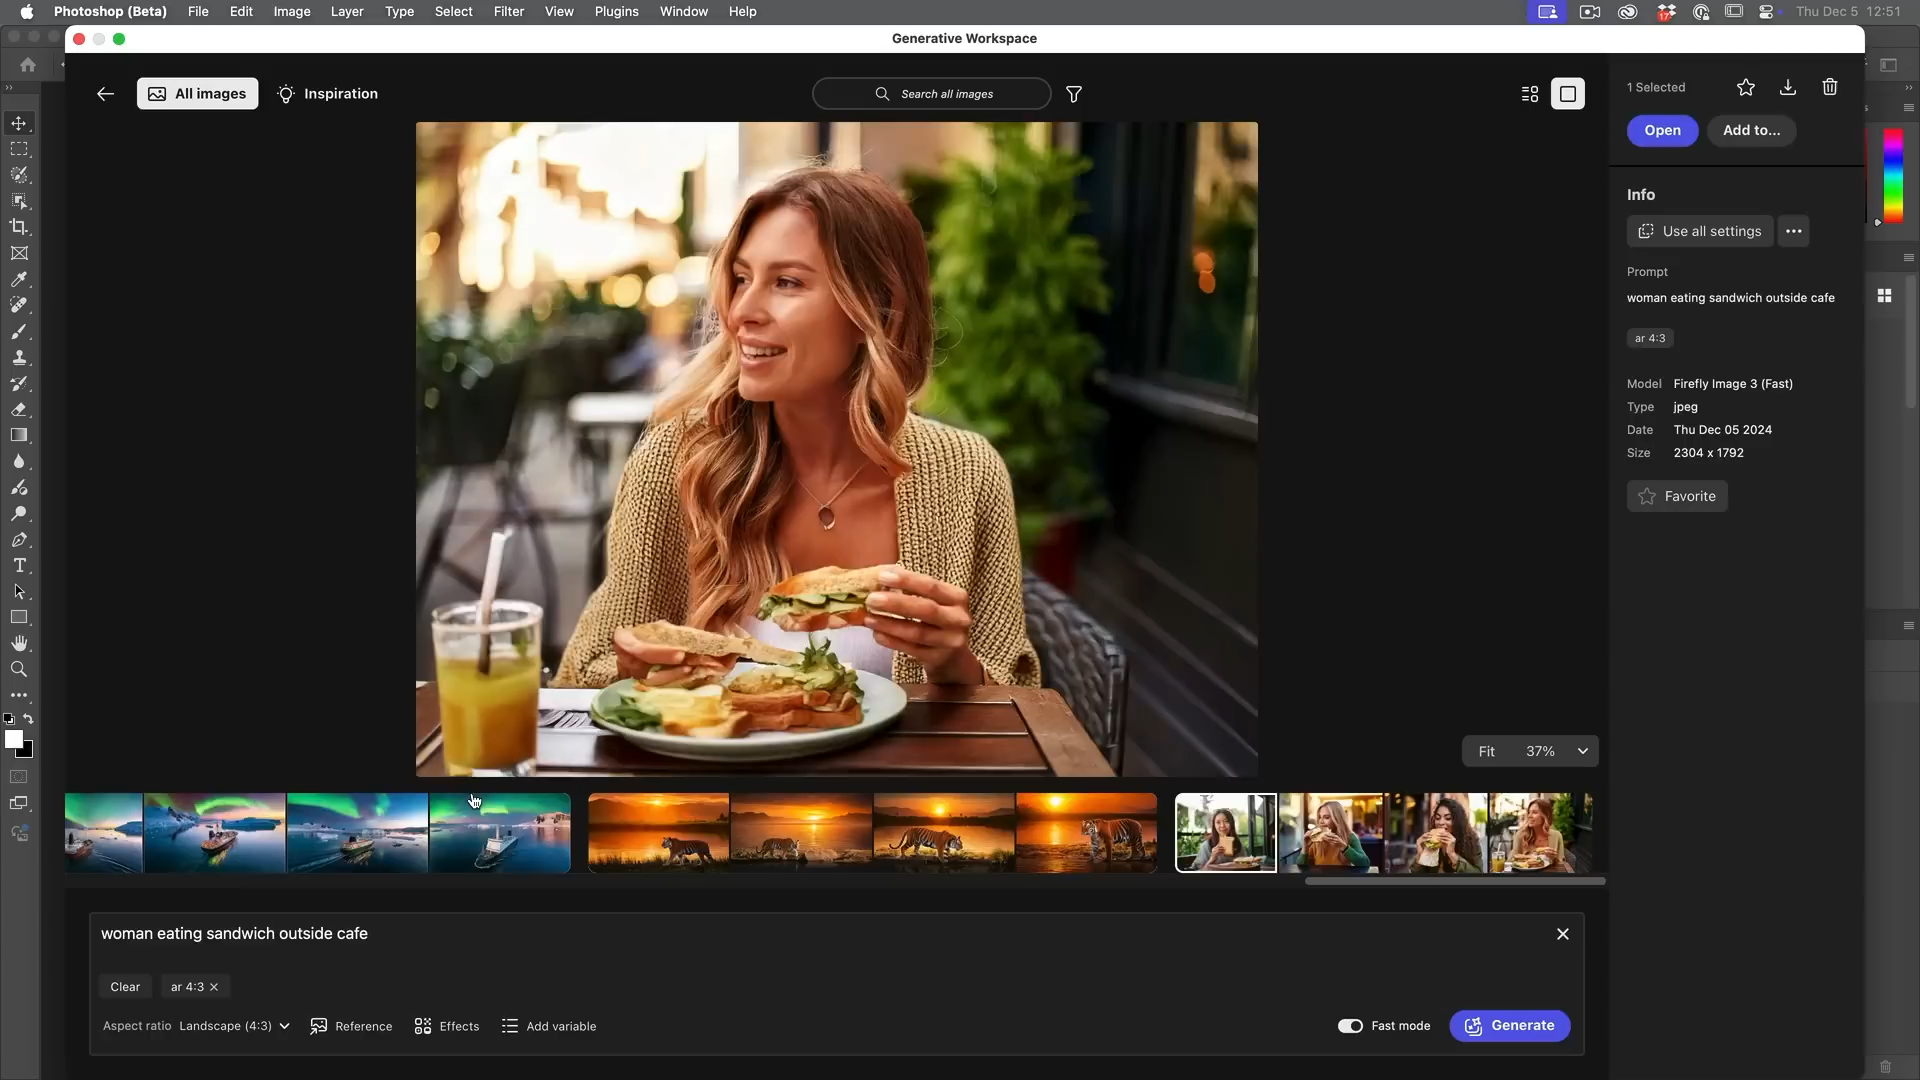 Photoshop (Beta) File Edit Image Layer Type Select Filter View Plugins Window Help
17
Thu Dec 5 12:51
Generative Workspace
All images
Inspiration
Search all images
1 Selected
Open
Add to...
Info
Use all settings
Prompt
woman eating sandwich outside cafe
ar 4:3
Model Firefly Image 3 (Fast)
Type jpeg
Date Thu Dec 05 2024
Size 2304 x 1792
Favorite
Fit 37%
woman eating sandwich outside cafe
Clear ar 4:3
Aspect ratio Landscape (4:3) Reference Effects Add variable
Fast mode Generate